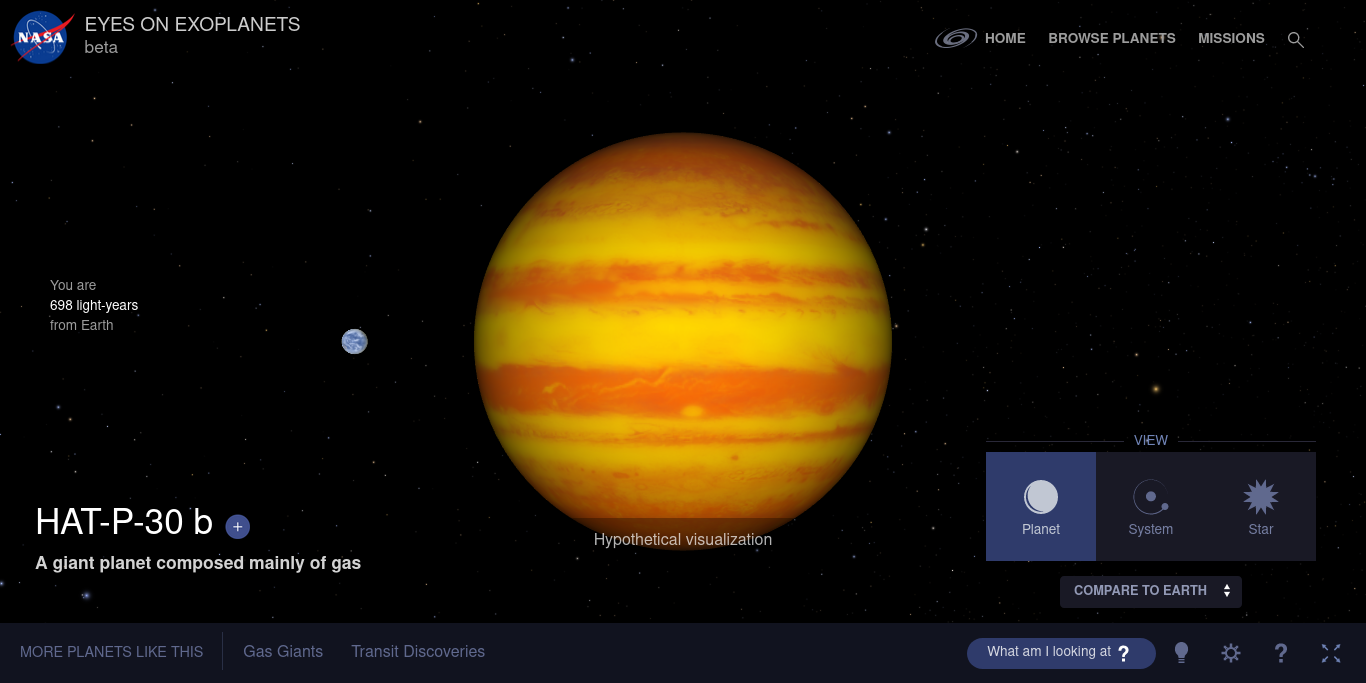 NASA
EYES ON EXOPLANETS
beta
HOME
BROWSE PLANETS
MISSIONS
You are
698 light-years
from Earth
VIEW
Planet
System
Star
HAT-P-30 b +
A giant planet composed mainly of gas
Hypothetical visualization
COMPARE TO EARTH
MORE PLANETS LIKE THIS
Gas Giants
Transit Discoveries
What am I looking at ?
?